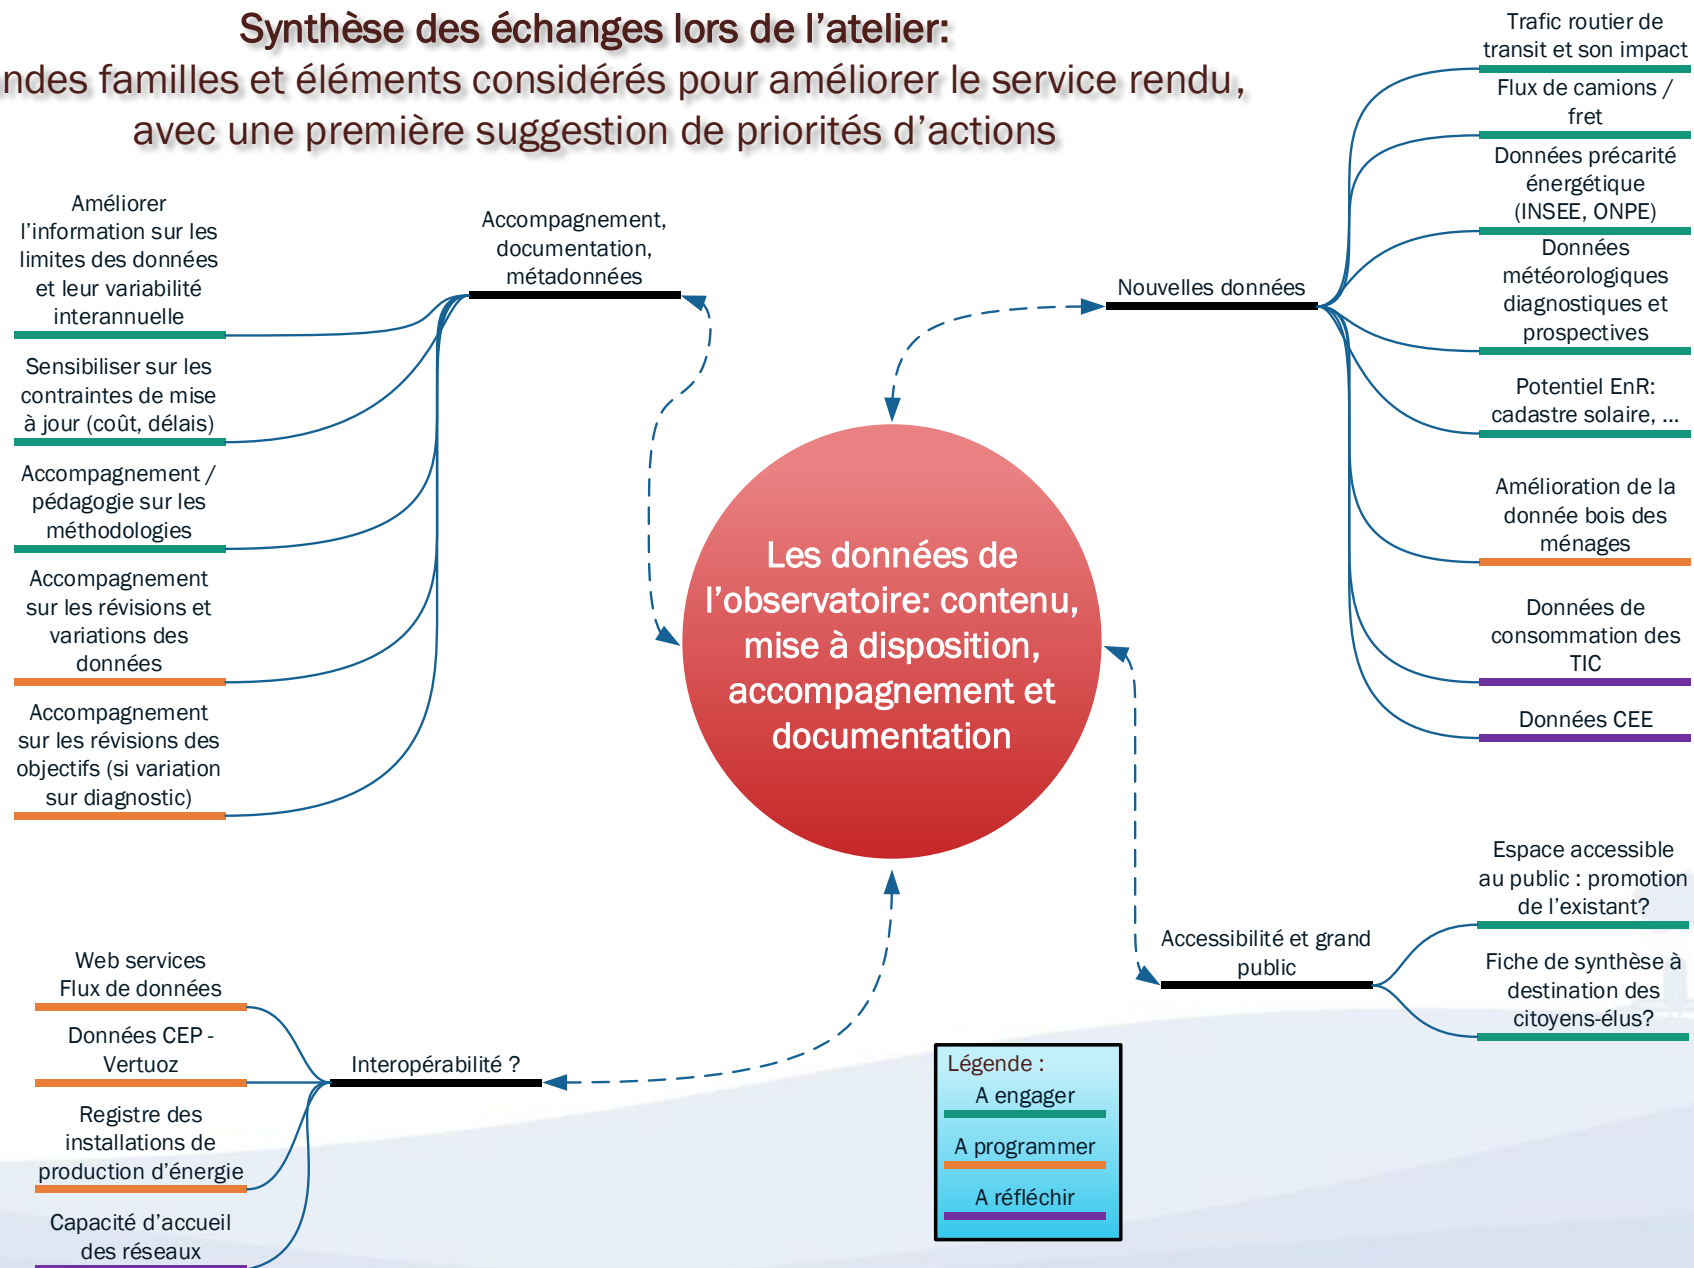 Synthèse des échanges lors de l'atelier:
ndes familles et éléments considérés pour améliorer le service rendu,
avec une première suggestion de priorités d'actions
Accompagnement,
documentation,
métadonnées
Améliorer
l'information sur les
limites des données
et leur variabilité
interannuelle
Sensibiliser sur les
contraintes de mise
à jour (coût, délais)
Accompagnement /
pédagogie sur les
méthodologies
Accompagnement
sur les révisions et
variations des
données
Accompagnement
sur les révisions des
objectifs (si variation
sur diagnostic)
Nouvelles données
Trafic routier de
transit et son impact
Flux de camions /
fret
Données précarité
énergétique
(INSEE, ONPE)
Données
météorologiques
diagnostiques et
prospectives
Potentiel EnR:
cadastre solaire, ...
Amélioration de la
donnée bois des
ménages
Données de
consommation des
TIC
Données CEE
Les données de
l'observatoire: contenu,
mise à disposition,
accompagnement et
documentation
Accessibilité et grand
public
Espace accessible
au public : promotion
de l'existant?
Fiche de synthèse à
destination des
citoyens-élus?
Interopérabilité ?
Web services
Flux de données
Données CEP -
Vertuoz
Registre des
installations de
production d'énergie
Capacité d'accueil
des réseaux
Légende :
A engager
A programmer
A réfléchir